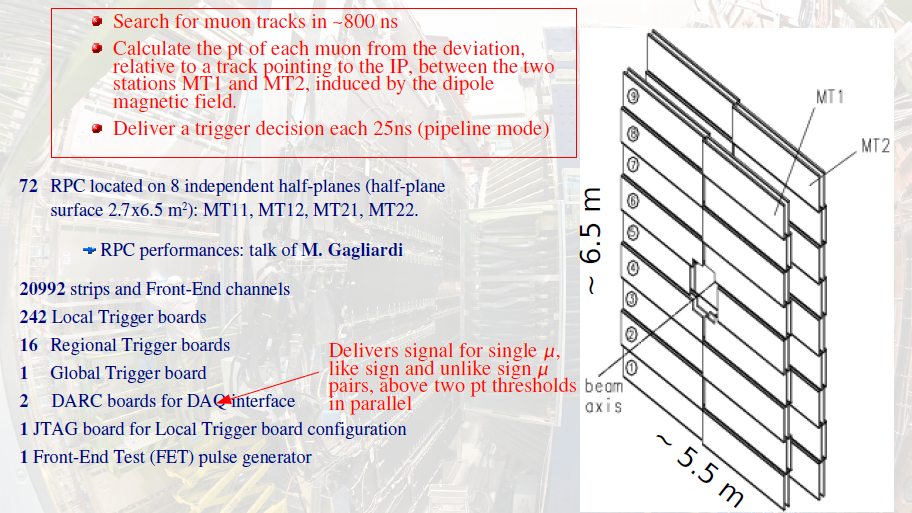 Search for muon tracks in ~800 ns
Calculate the pt of each muon from the deviation,
relative to a track pointing to the IP, between the two
stations MT1 and MT2, induced by the dipole
magnetic field.
Deliver a trigger decision each 25ns (pipeline mode)
72 RPC located on 8 independent half-planes (half-plane
surface 2.7x6.5 m²): MT11, MT12, MT21, MT22.
RPC performances: talk of M. Gagliardi
20992 strips and Front-End channels
242 Local Trigger boards
16 Regional Trigger boards
1 Global Trigger board
2 DARC boards for DAQ interface
1 JTAG board for Local Trigger board configuration
1 Front-End Test (FET) pulse generator
Delivers signal for single μ,
like sign and unlike sign μ
pairs, above two pt thresholds
in parallel
MT1
MT2
9
8
7
6
5
4
3
2
1
~ 6.5 m
beam
axis
~ 5.5 m